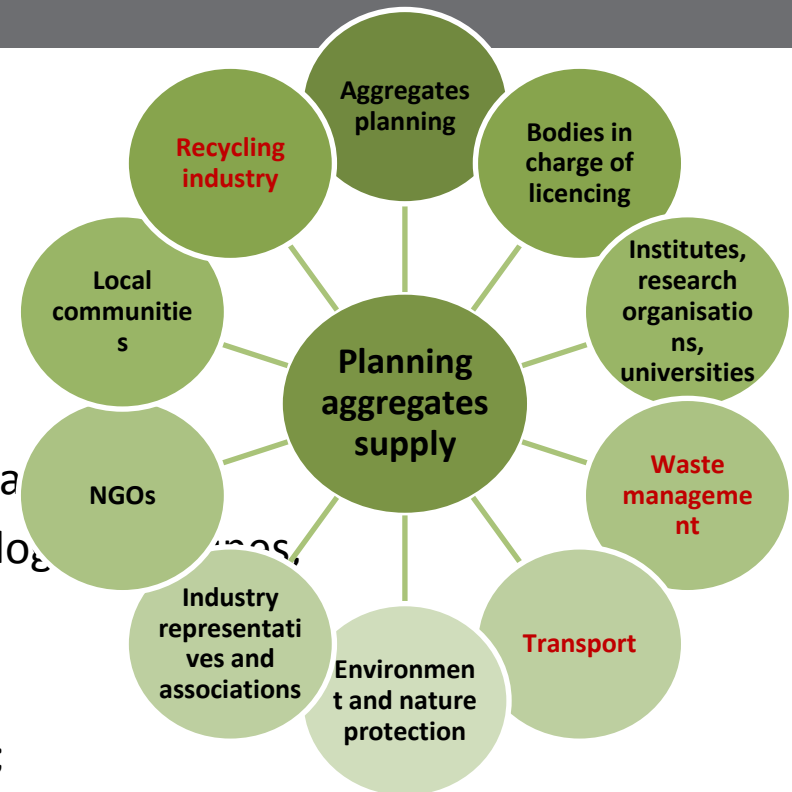 Aggregates
planning
Recycling
industry
Bodies in
charge of
licencing
Local
communitie
s
Institutes,
research
organisatio
ns,
universities
Planning
aggregates
supply
NGOs
Waste
manageme
nt
Industry
representati
ves and
associations
Transport
Environmen
t and nature
protection
;